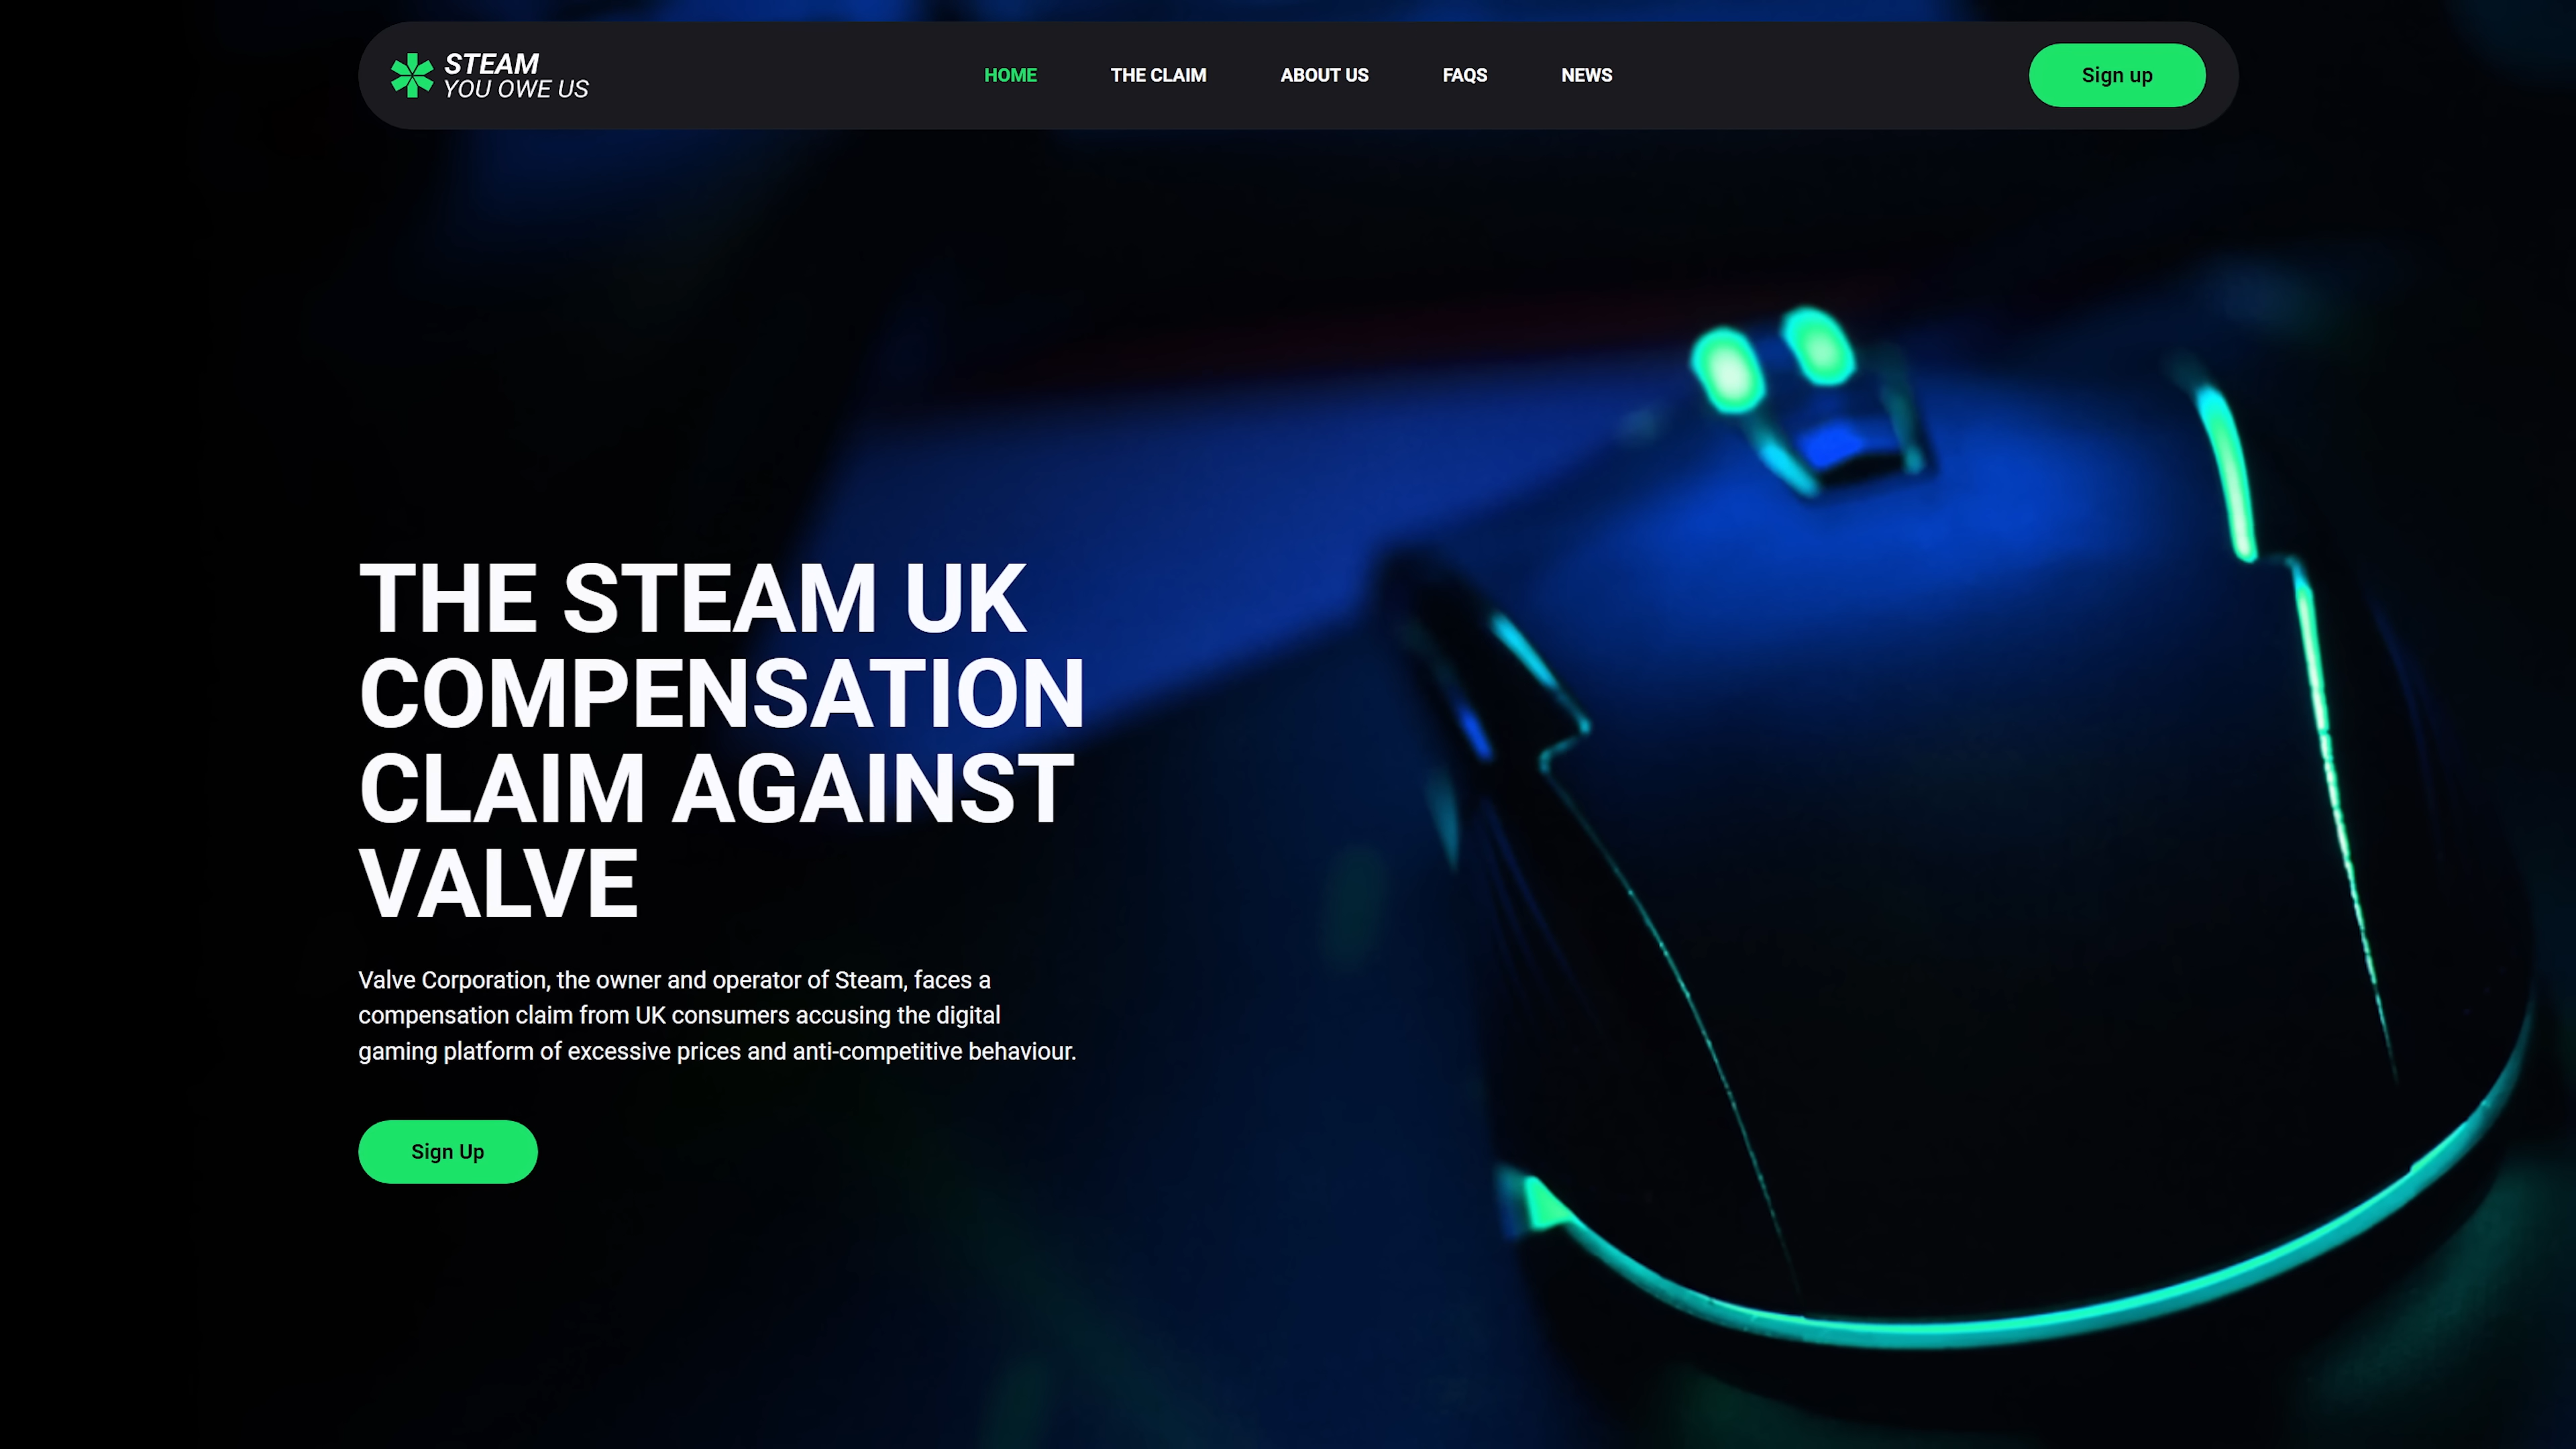 STEAM
YOU OWE US
HOME
THE CLAIM
ABOUT US
FAQS
NEWS
Sign up
THE STEAM UK
COMPENSATION
CLAIM AGAINST
VALVE
Valve Corporation, the owner and operator of Steam, faces a
compensation claim from UK consumers accusing the digital
gaming platform of excessive prices and anti-competitive behaviour.
Sign Up